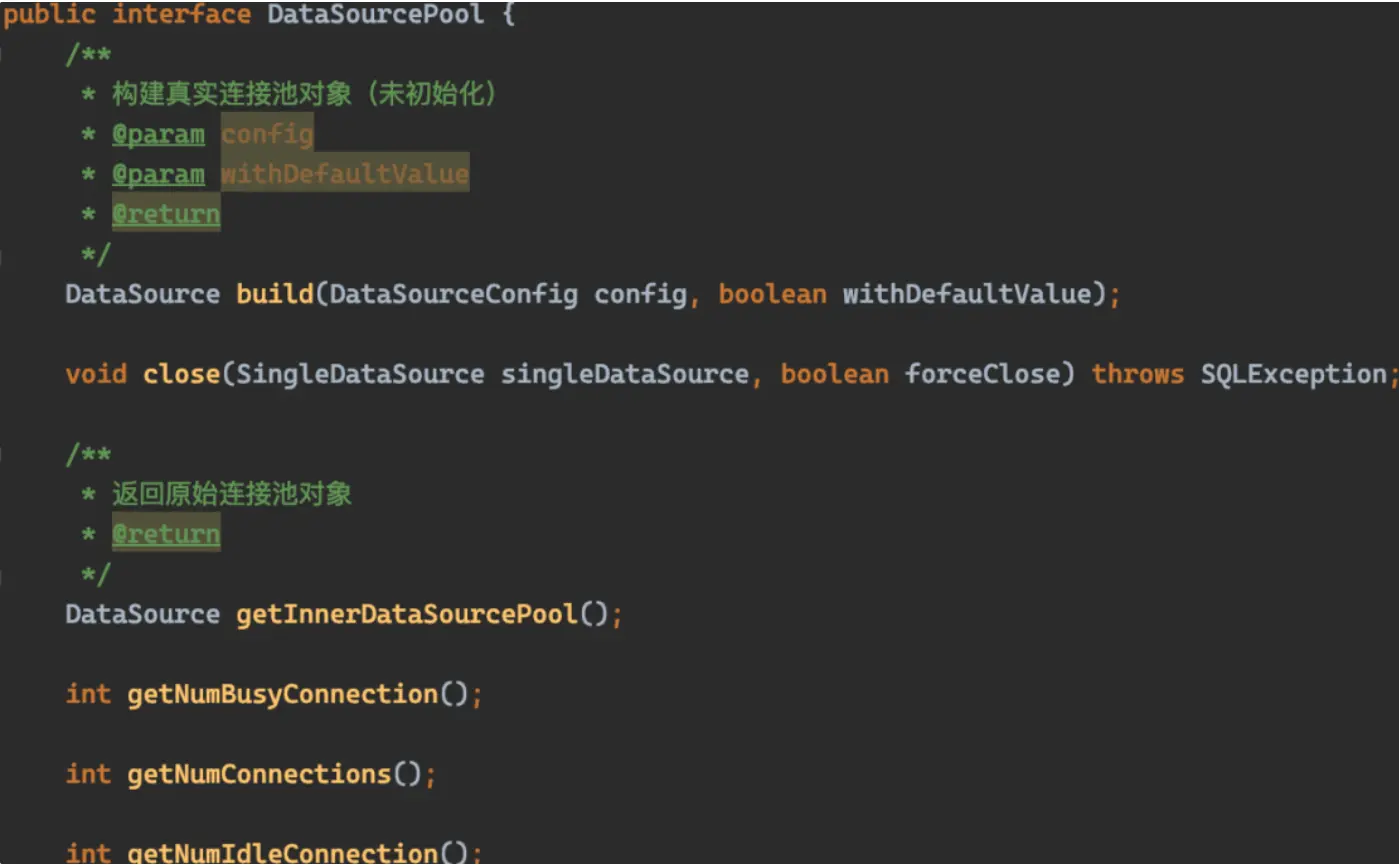 public interface DataSourcePool {
/**
* 构建真实连接池对象（未初始化）
* @param config
* @param withDefaultValue
* @return
*/
DataSource build(DataSourceConfig config, boolean withDefaultValue);
void close(SingleDataSource singleDataSource, boolean forceClose) throws SQLException;
/**
* 返回原始连接池对象
* @return
*/
DataSource getInnerDataSourcePool();
int getNumBusyConnection();
int getNumConnections();
int getNumIdleConnection();